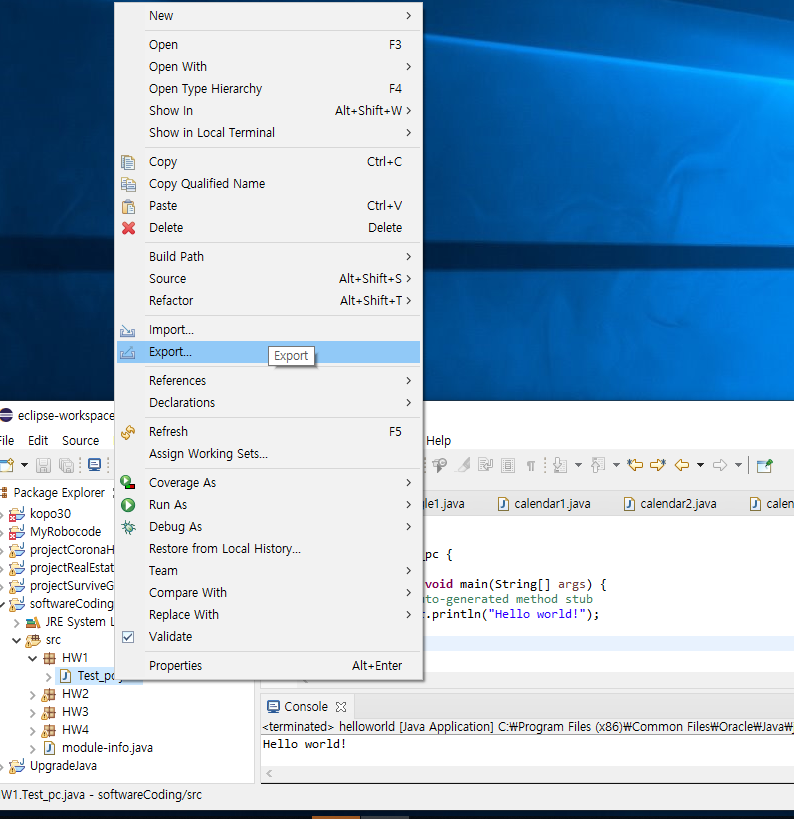 New
Open F3
Open With
Open Type Hierarchy F4
Show In Alt+Shift+W
Show in Local Terminal
Copy Ctrl+C
Copy Qualified Name
Paste Ctrl+V
Delete Delete
Build Path
Source Alt+Shift+S
Refactor Alt+Shift+T
Import...
Export...
Export
References
Declarations
Refresh F5
Assign Working Sets...
Coverage As
Run As
Debug As
Restore from Local History...
Team
Compare With
Replace With
Validate
Properties Alt+Enter
eclipse-workspace
File Edit Source
Help
Package Explorer
kopo30
MyRobocode
projectCoronaH
projectRealEstat
projectSurviveG
softwareCoding
JRE System L
src
HW1
Test_pc
HW2
HW3
HW4
module-info.java
UpgradeJava
gle1.java calendar1.java calendar2.java calen
_pc {
void main(String[] args) {
uto-generated method stub
.println("Hello world!");
Console
<terminated> helloworld [Java Application] C:₩Program Files (x86)₩Common Files₩Oracle₩Java₩j
Hello world!
W1.Test_pc.java - softwareCoding/src